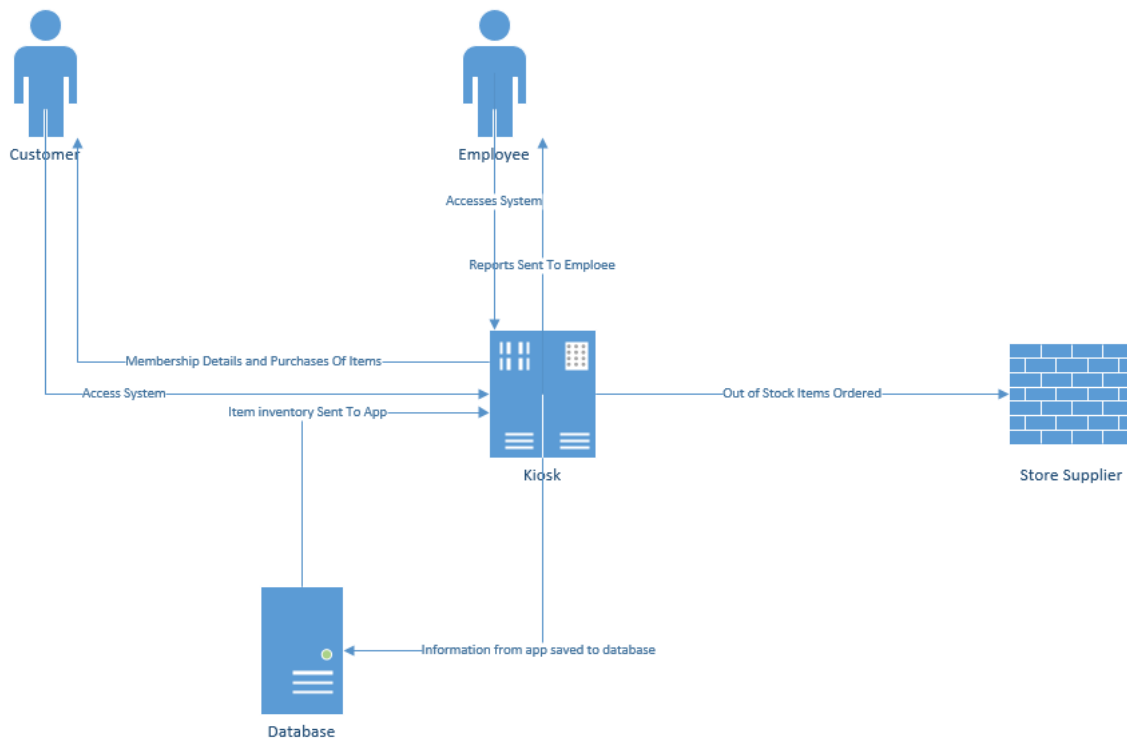 Customer
Employee
Accesses System
Reports Sent To Emploee
Membership Details and Purchases Of Items
Access System
Out of Stock Items Ordered
Item inventory Sent To App
Kiosk
Store Supplier
Information from app saved to database
Database